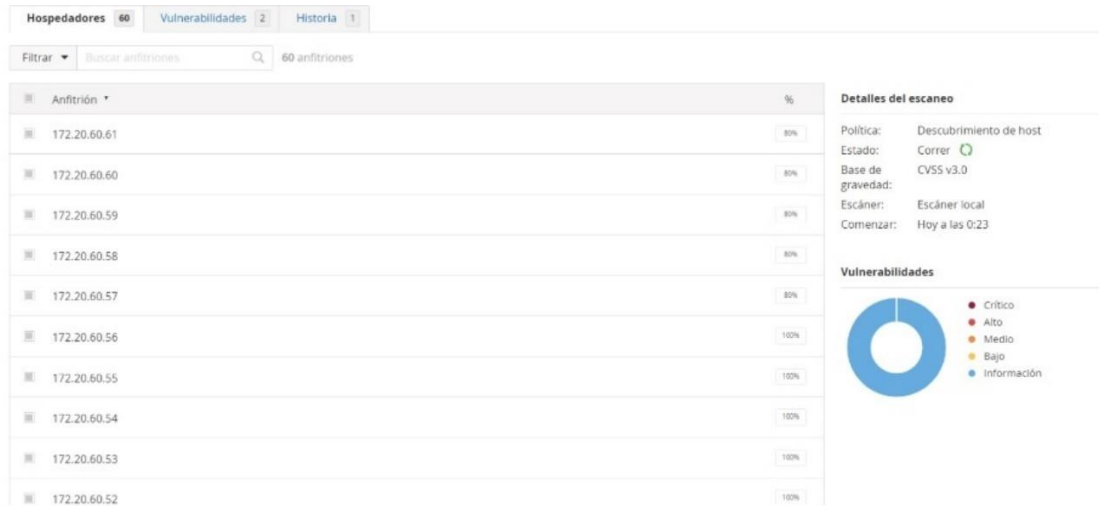 Hospedadores 60 Vulnerabilidades 2 Historia 1
Filtrar Buscar anfitriones 60 anfitriones
Anfitrión %
172.20.60.61 80%
172.20.60.60 80%
172.20.60.59 80%
172.20.60.58 80%
172.20.60.57 80%
172.20.60.56 100%
172.20.60.55 100%
172.20.60.54 100%
172.20.60.53 100%
172.20.60.52 100%
Detalles del escaneo
Política: Descubrimiento de host
Estado: Correr
Base de gravedad: CVSS v3.0
Escáner: Escáner local
Comenzar: Hoy a las 0:23
Vulnerabilidades
Crítico
Alto
Medio
Bajo
Información